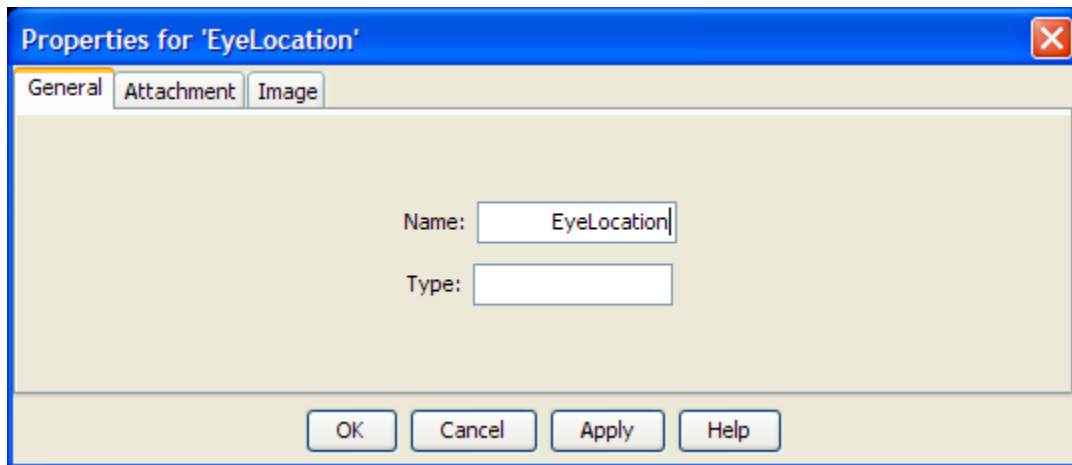 Properties for 'EyeLocation'
General Attachment Image
Name: EyeLocation
Type:
OK Cancel Apply Help